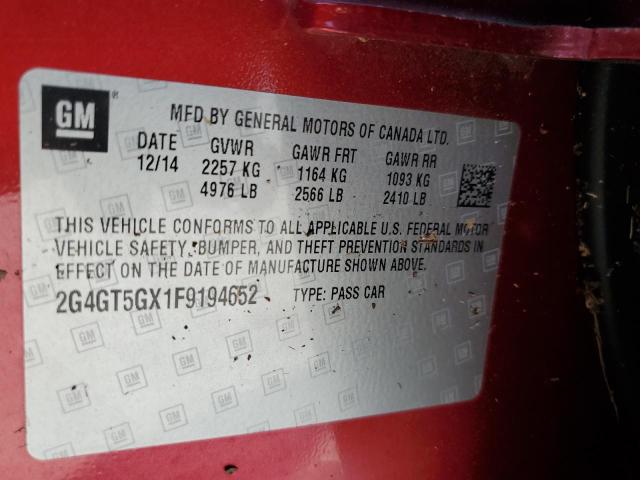 GM
MFD BY GENERAL MOTORS OF CANADA LTD.
DATE GVWR GAWR FRT GAWR RR
12/14 2257 KG 1164 KG 1093 KG
4976 LB 2566 LB 2410 LB
THIS VEHICLE CONFORMS TO ALL APPLICABLE U.S. FEDERAL MOTOR
VEHICLE SAFETY, BUMPER, AND THEFT PREVENTION STANDARDS IN
EFFECT ON THE DATE OF MANUFACTURE SHOWN ABOVE.
2G4GT5GX1F9194652 TYPE: PASS CAR